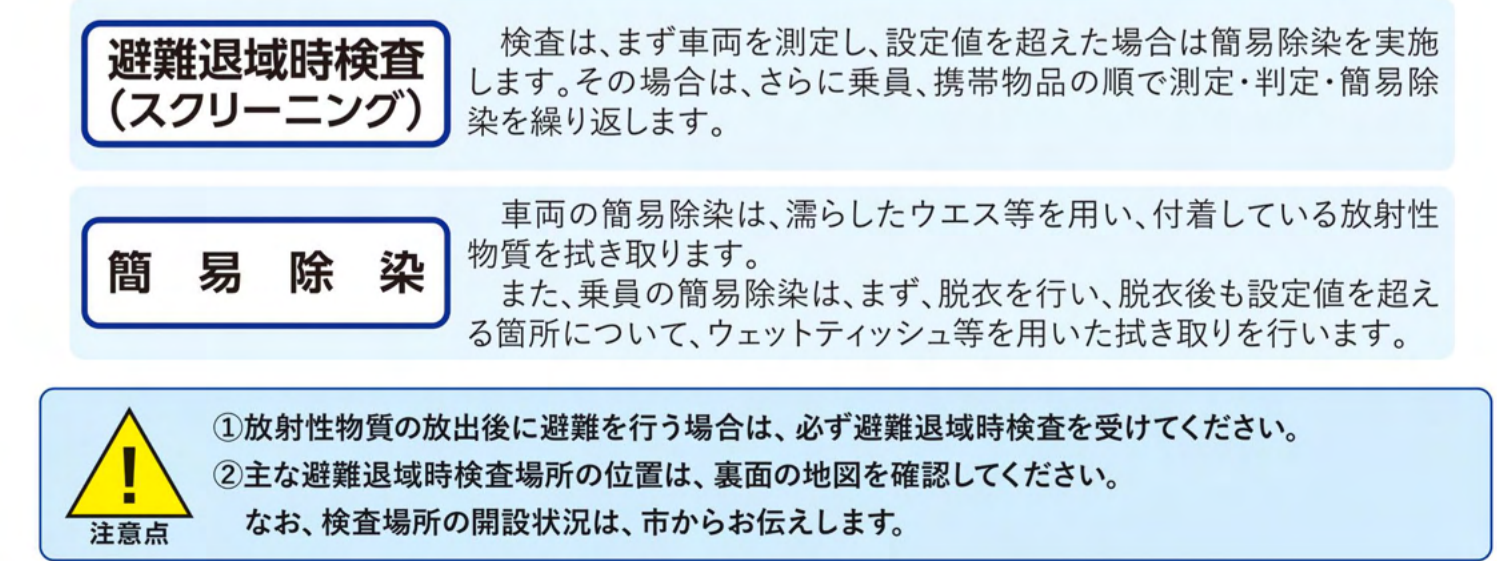 避難退域時検査
(スクリーニング)
検査は、まず車両を測定し、設定値を超えた場合は簡易除染を実施
します。その場合は、さらに乗員、携帯物品の順で測定・判定・簡易除
染を繰り返します。
簡 易 除 染
車両の簡易除染は、濡らしたウエス等を用い、付着している放射性
物質を拭き取ります。
また、乗員の簡易除染は、まず、脱衣を行い、脱衣後も設定値を超え
る箇所について、ウェットティッシュ等を用いた拭き取りを行います。
!
注意点
①放射性物質の放出後に避難を行う場合は、必ず避難退域時検査を受けてください。
②主な避難退域時検査場所の位置は、裏面の地図を確認してください。
なお、検査場所の開設状況は、市からお伝えします。